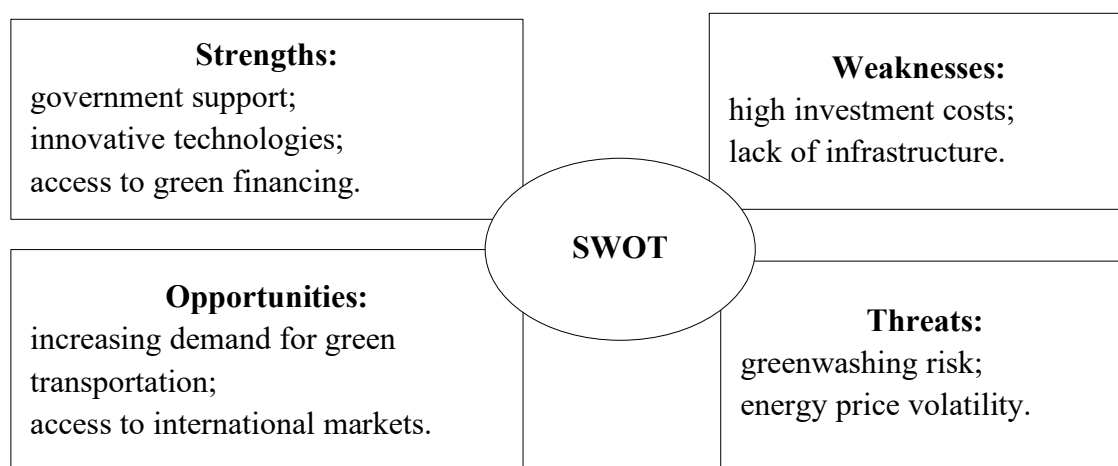 Strengths:
government support;
innovative technologies;
access to green financing.
Weaknesses:
high investment costs;
lack of infrastructure.
SWOT
Opportunities:
increasing demand for green
transportation;
access to international markets.
Threats:
greenwashing risk;
energy price volatility.